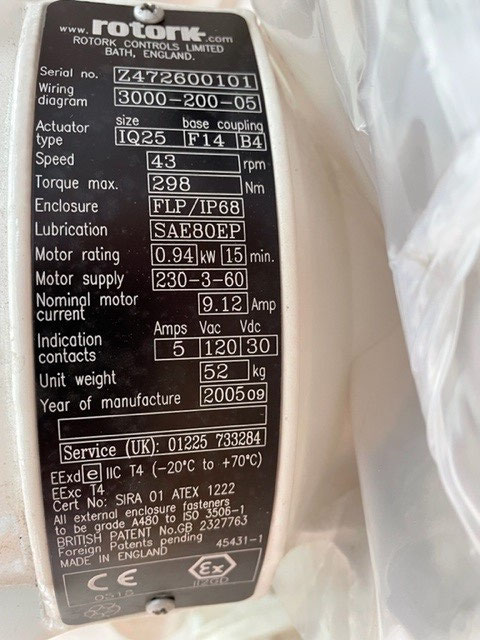 www.rotork.com
ROTORK CONTROLS LIMITED
BATH, ENGLAND.
Serial no. Z472600101
Wiring diagram 3000-200-05
size base coupling
Actuator type IQ25 F14 B4
Speed 43 rpm
Torque max. 298 Nm
Enclosure FLP/IP68
Lubrication SAE80EP
Motor rating 0.94 kW 15 min.
Motor supply 230-3-60
Nominal motor current 9.12 Amp
Amps Vac Vdc
Indication contacts 5 120 30
Unit weight 52 kg
Year of manufacture 2005 09
Service (UK): 01225 733284
EExd e IIC T4 (-20°C to +70°C)
EExc T4
Cert No: SIRA 01 ATEX 1222
All external enclosure fasteners
to be grade A480 to ISO 3506-1
BRITISH PATENT No.GB 2327763
Foreign Patents pending
45431-1
MADE IN ENGLAND
CE
Ex
II2GD